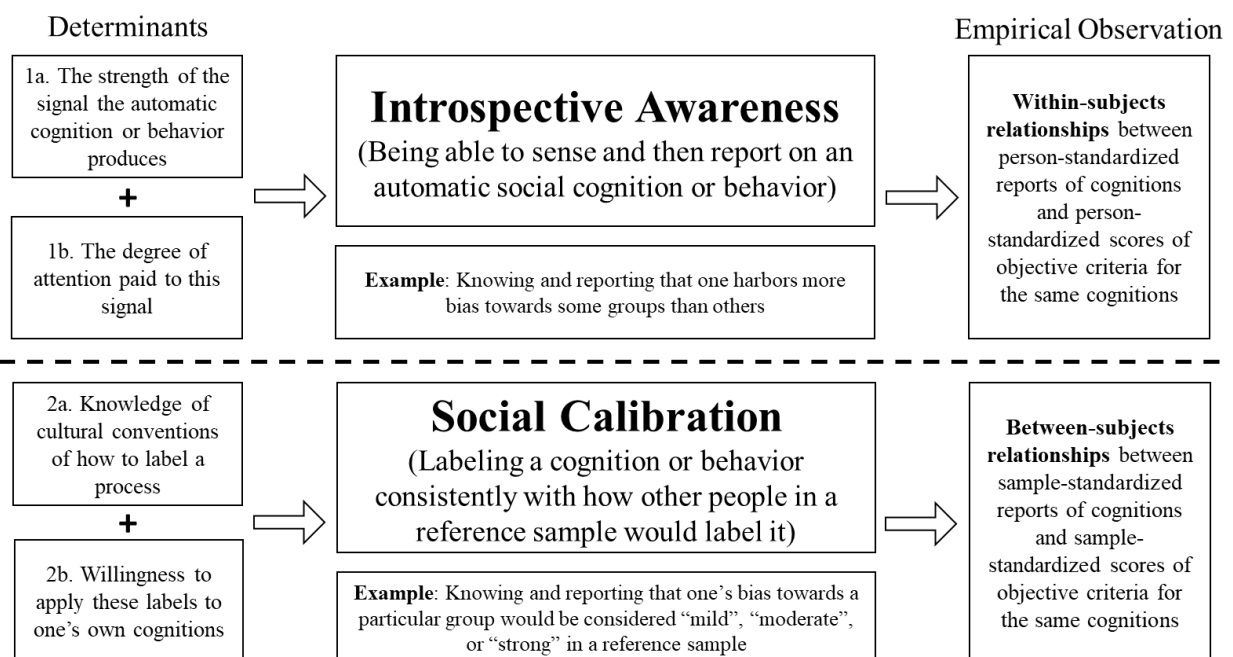 Determinants
Empirical Observation
1a. The strength of the
signal the automatic
cognition or behavior
produces
+
1b. The degree of
attention paid to this
signal
Introspective Awareness
(Being able to sense and then report on an
automatic social cognition or behavior)
Example: Knowing and reporting that one harbors more
bias towards some groups than others
Within-subjects
relationships between
person-standardized
reports of cognitions
and person-
standardized scores of
objective criteria for
the same cognitions
2a. Knowledge of
cultural conventions
of how to label a
process
+
2b. Willingness to
apply these labels to
one's own cognitions
Social Calibration
(Labeling a cognition or behavior
consistently with how other people in a
reference sample would label it)
Example: Knowing and reporting that one's bias towards a
particular group would be considered “mild”, “moderate”,
or “strong” in a reference sample
Between-subjects
relationships between
sample-standardized
reports of cognitions
and sample-
standardized scores of
objective criteria for
the same cognitions